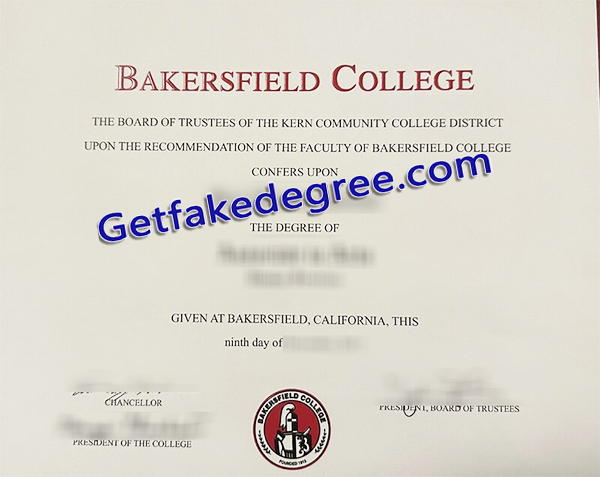 BAKERSFIELD COLLEGE
THE BOARD OF TRUSTEES OF THE KERN COMMUNITY COLLEGE DISTRICT
UPON THE RECOMMENDATION OF THE FACULTY OF BAKERSFIELD COLLEGE
CONFERS UPON
Getfakedegree.com
THE DEGREE OF
GIVEN AT BAKERSFIELD, CALIFORNIA, THIS
ninth day of
CHANCELLOR
PRESIDENT, BOARD OF TRUSTEES
PRESIDENT OF THE COLLEGE
BAKERSFIELD COLLEGE
FOUNDED 1913